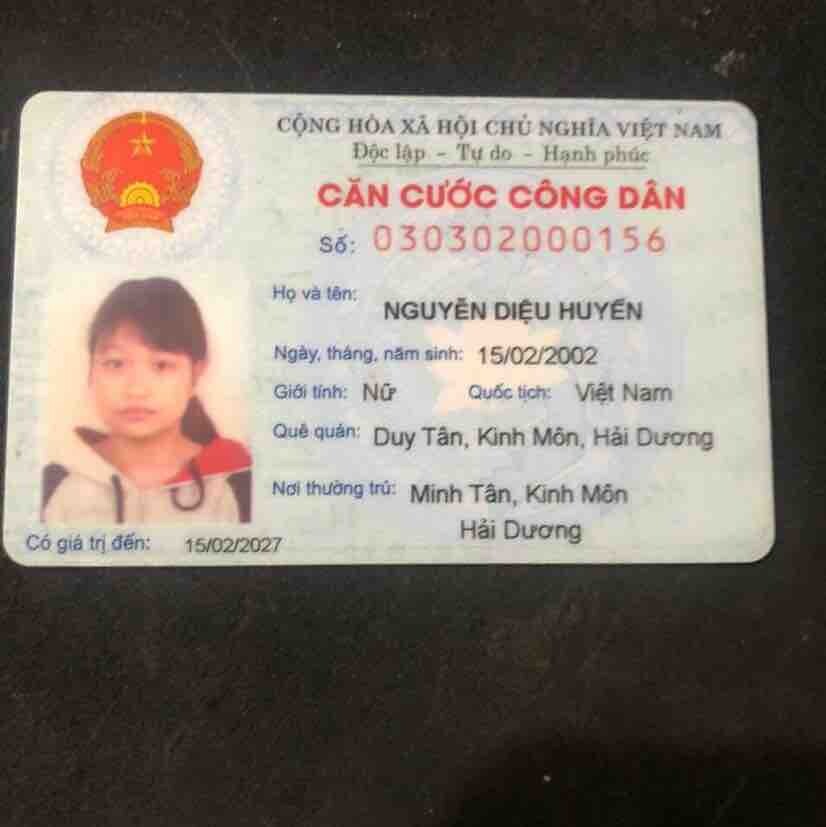 CỘNG HÒA XÃ HỘI CHỦ NGHĨA VIỆT NAM
Độc lập - Tự do - Hạnh phúc
CĂN CƯỚC CÔNG DÂN
Số: 030302000156
Họ và tên:
NGUYỄN DIỆU HUYỀN
Ngày, tháng, năm sinh: 15/02/2002
Giới tính: Nữ Quốc tịch: Việt Nam
Quê quán: Duy Tân, Kinh Môn, Hải Dương
Nơi thường trú: Minh Tân, Kinh Môn
Hải Dương
Có giá trị đến: 15/02/2027